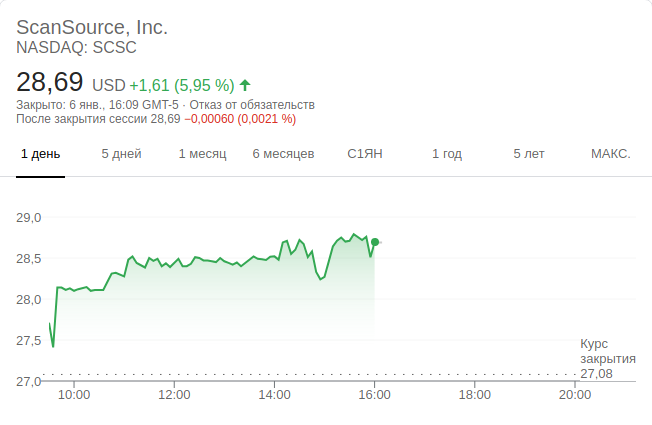 ScanSource, Inc.
NASDAQ: SCSC
28,69 USD +1,61 (5,95 %)
Закрыто: 6 янв., 16:09 GMT-5 · Отказ от обязательств
После закрытия сессии 28,69 −0,00060 (0,0021 %)
1 день 5 дней 1 месяц 6 месяцев С1ЯН 1 год 5 лет МАКС.
29,0
28,5
28,0
27,5
Курс
закрытия
27,08
27,0
10:00 12:00 14:00 16:00 18:00 20:00